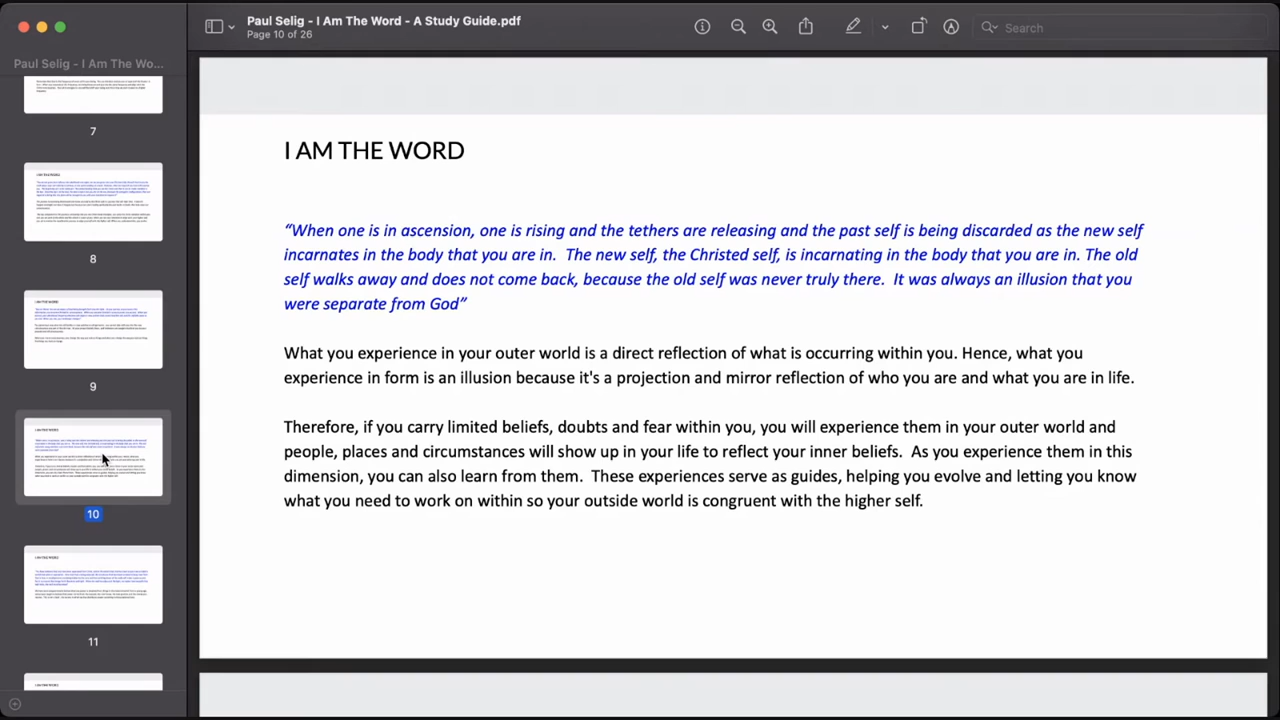 Paul Selig - I Am The Word - A Study Guide.pdf
Page 10 of 26
Search
Paul Selig - I Am The Wo...
7
8
9
10
11
I AM THE WORD
“When one is in ascension, one is rising and the tethers are releasing and the past self is being discarded as the new self
incarnates in the body that you are in.  The new self, the Christed self, is incarnating in the body that you are in. The old
self walks away and does not come back, because the old self was never truly there.  It was always an illusion that you
were separate from God”
What you experience in your outer world is a direct reflection of what is occurring within you. Hence, what you
experience in form is an illusion because it's a projection and mirror reflection of who you are and what you are in life.
Therefore, if you carry limited beliefs, doubts and fear within you, you will experience them in your outer world and
people, places and circumstances will show up in your life to reflect your inner beliefs.  As you experience them in this
dimension, you can also learn from them.  These experiences serve as guides, helping you evolve and letting you know
what you need to work on within so your outside world is congruent with the higher self.